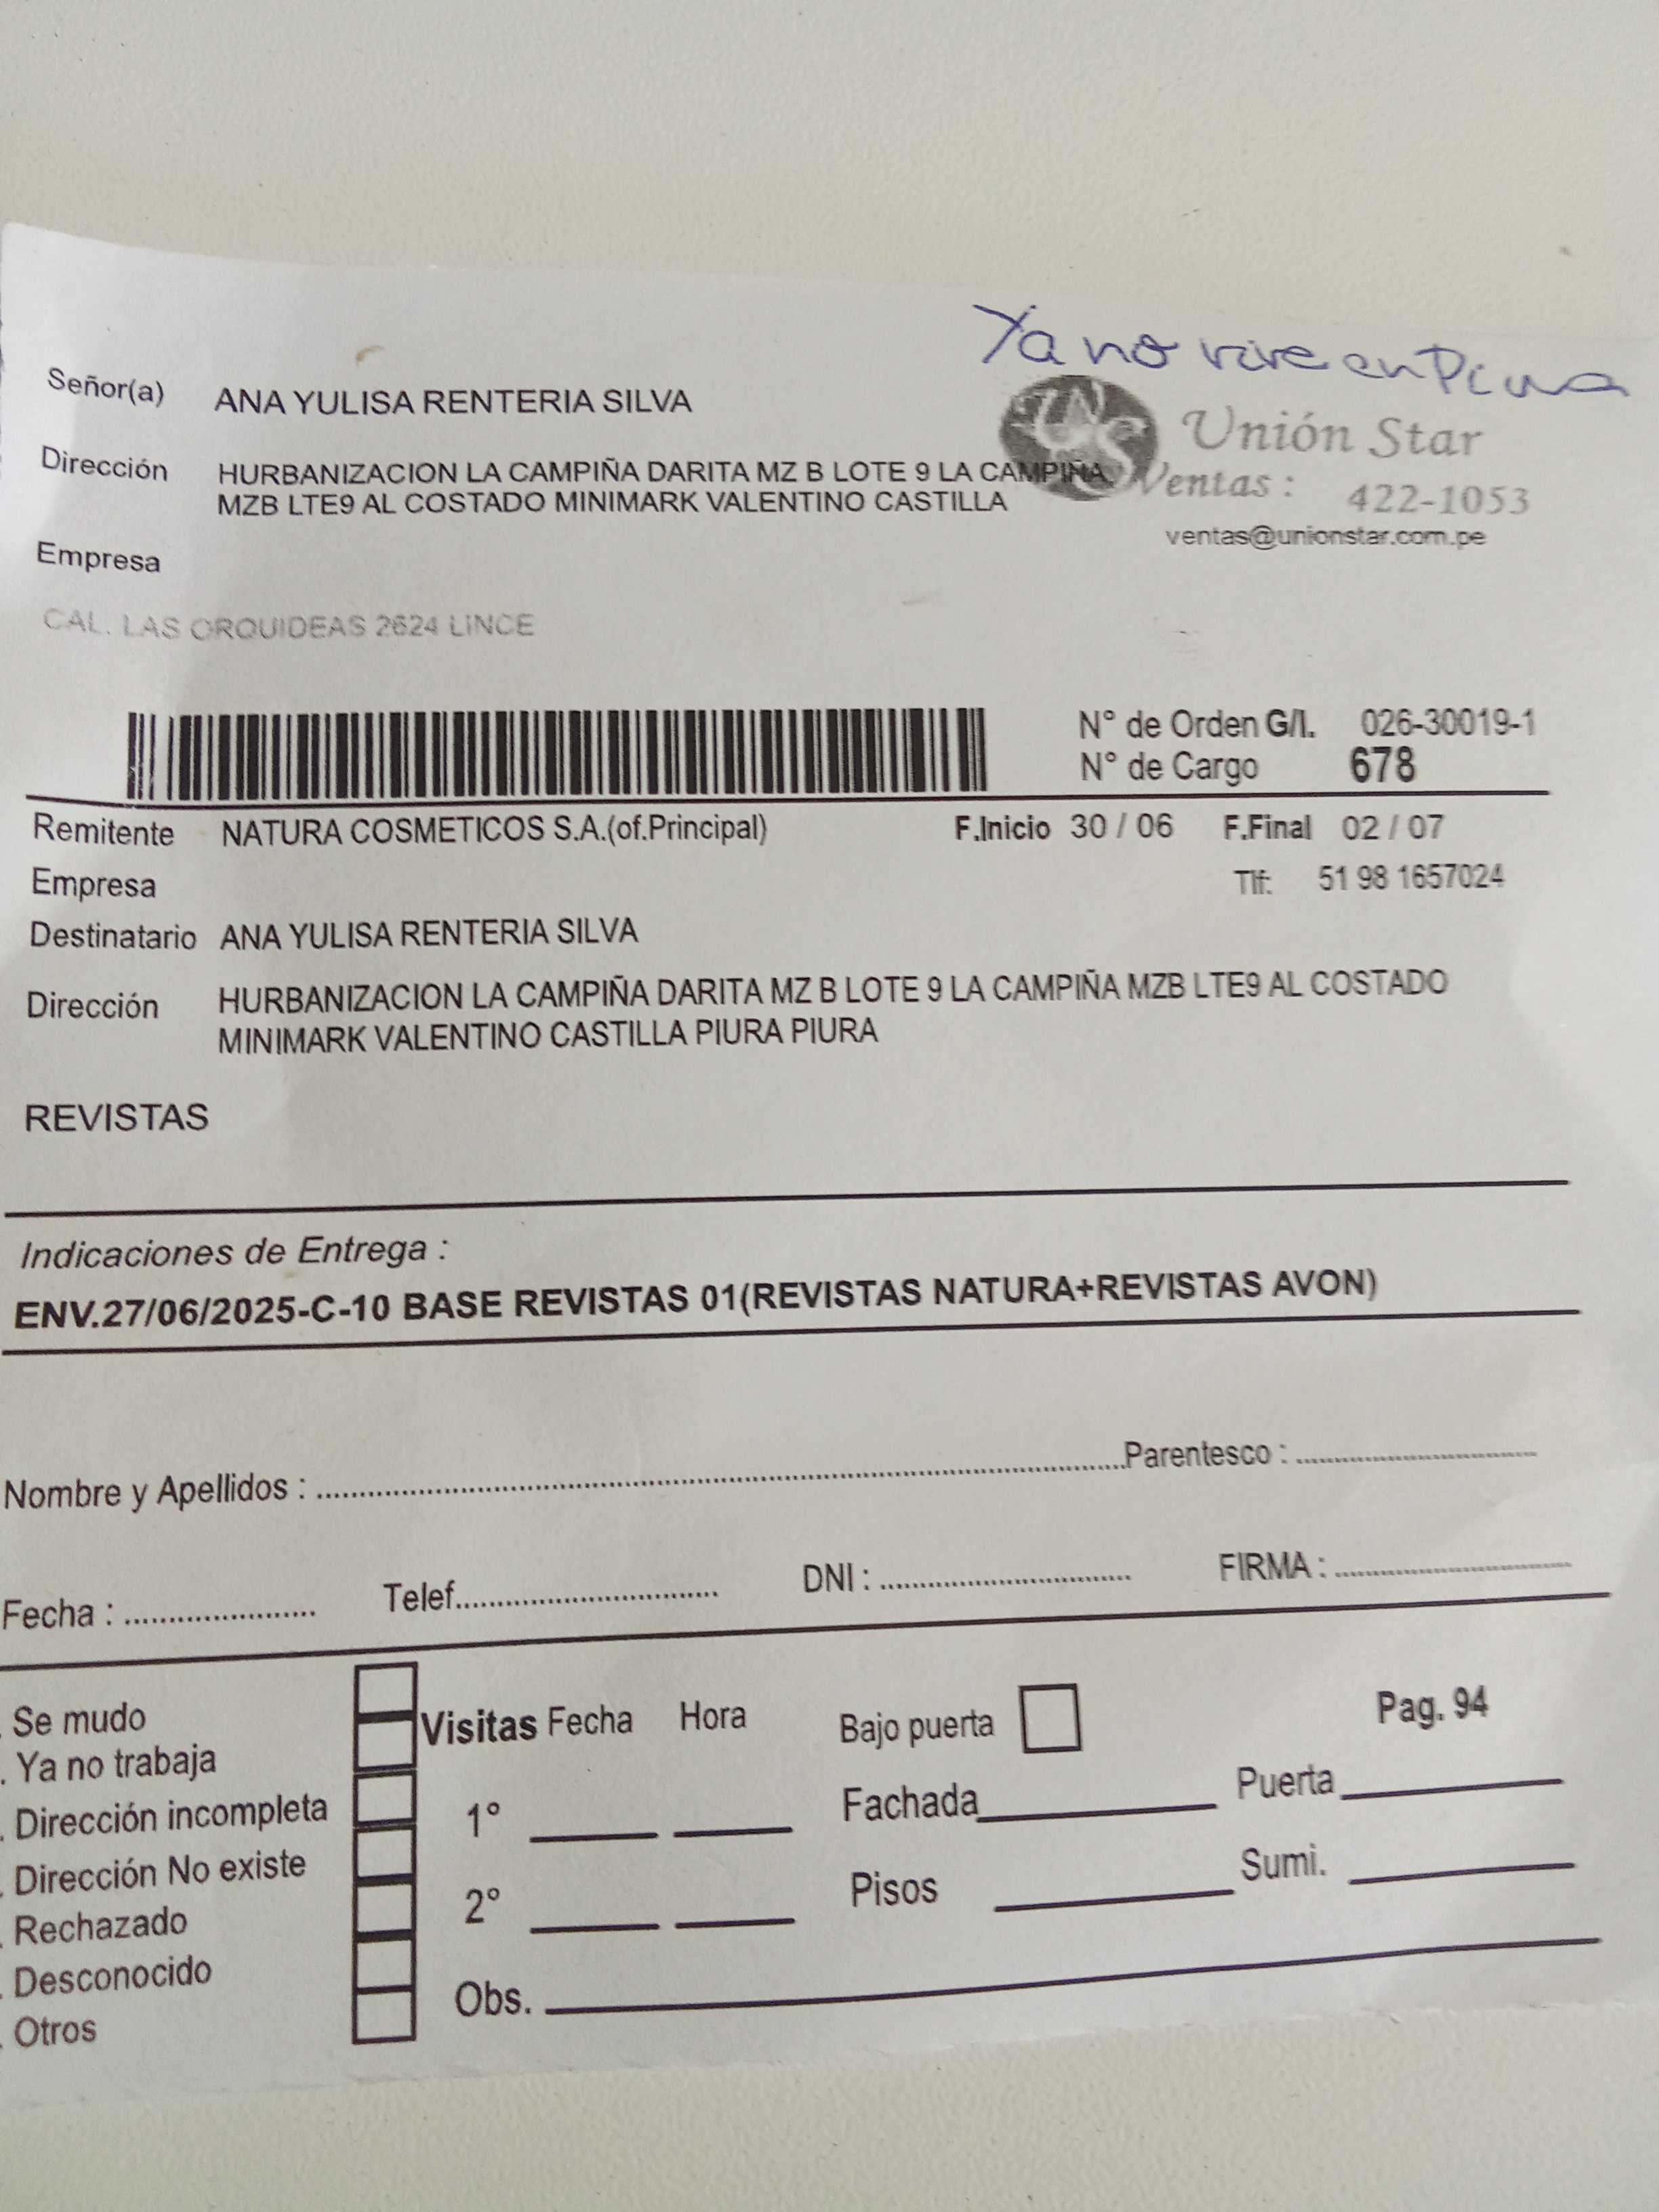 Ya no vive en Piura
Señor(a) ANA YULISA RENTERIA SILVA
Unión Star
Dirección HURBANIZACION LA CAMPIÑA DARITA MZ B LOTE 9 LA CAMPIÑA
MZB LTE9 AL COSTADO MINIMARK VALENTINO CASTILLA
Ventas : 422-1053
ventas@unionstar.com.pe
Empresa
CAL. LAS ORQUIDEAS 2624 LINCE
N° de Orden G/I. 026-30019-1
N° de Cargo 678
Remitente NATURA COSMETICOS S.A.(of.Principal) F.Inicio 30 / 06 F.Final 02 / 07
Empresa Tlf: 51 98 1657024
Destinatario ANA YULISA RENTERIA SILVA
Dirección HURBANIZACION LA CAMPIÑA DARITA MZ B LOTE 9 LA CAMPIÑA MZB LTE9 AL COSTADO
MINIMARK VALENTINO CASTILLA PIURA PIURA
REVISTAS
Indicaciones de Entrega :
ENV.27/06/2025-C-10 BASE REVISTAS 01(REVISTAS NATURA+REVISTAS AVON)
Nombre y Apellidos : Parentesco :
Fecha : Telef. DNI : FIRMA :
. Se mudo
. Ya no trabaja
. Dirección incompleta
. Dirección No existe
. Rechazado
. Desconocido
. Otros
Visitas Fecha Hora
1°
2°
Obs.
Bajo puerta Pag. 94
Fachada Puerta
Pisos Sumi.